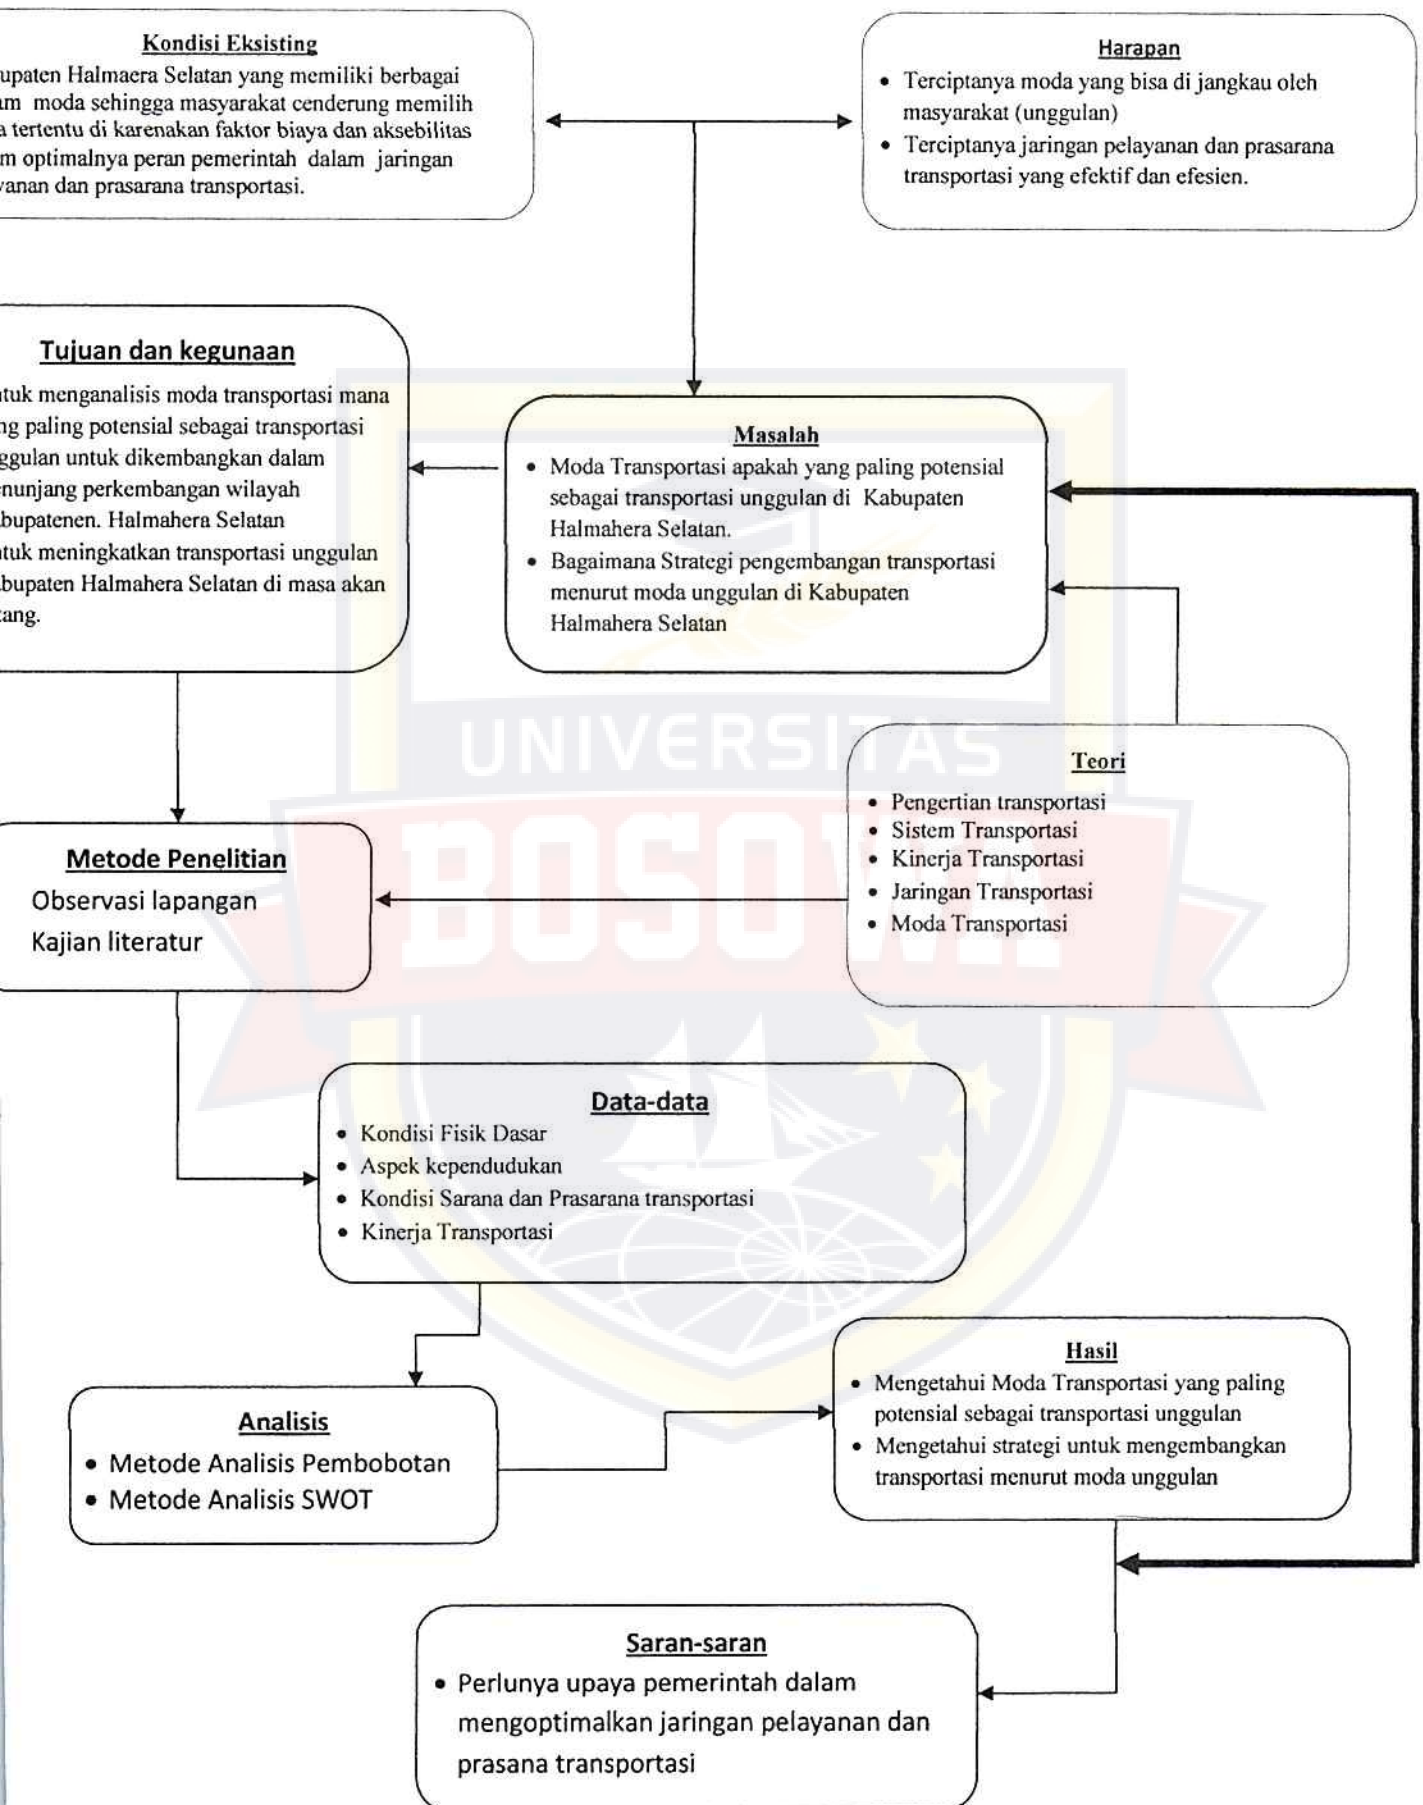 Kondisi Eksisting
upaten Halmaera Selatan yang memiliki berbagai
am moda sehingga masyarakat cenderung memilih
a tertentu di karenakan faktor biaya dan aksebilitas
m optimalnya peran pemerintah dalam jaringan
yanan dan prasarana transportasi.
Harapan
• Terciptanya moda yang bisa di jangkau oleh
masyarakat (unggulan)
• Terciptanya jaringan pelayanan dan prasarana
transportasi yang efektif dan efesien.
Tujuan dan kegunaan
tuk menganalisis moda transportasi mana
ng paling potensial sebagai transportasi
ggulan untuk dikembangkan dalam
nunjang perkembangan wilayah
bupatenen. Halmahera Selatan
tuk meningkatkan transportasi unggulan
bupaten Halmahera Selatan di masa akan
tang.
Masalah
• Moda Transportasi apakah yang paling potensial
sebagai transportasi unggulan di Kabupaten
Halmahera Selatan.
• Bagaimana Strategi pengembangan transportasi
menurut moda unggulan di Kabupaten
Halmahera Selatan
UNIVERSITAS
BOSOWA
Teori
• Pengertian transportasi
• Sistem Transportasi
• Kinerja Transportasi
• Jaringan Transportasi
• Moda Transportasi
Metode Penelitian
Observasi lapangan
Kajian literatur
Data-data
• Kondisi Fisik Dasar
• Aspek kependudukan
• Kondisi Sarana dan Prasarana transportasi
• Kinerja Transportasi
Analisis
• Metode Analisis Pembobotan
• Metode Analisis SWOT
Hasil
• Mengetahui Moda Transportasi yang paling
potensial sebagai transportasi unggulan
• Mengetahui strategi untuk mengembangkan
transportasi menurut moda unggulan
Saran-saran
• Perlunya upaya pemerintah dalam
mengoptimalkan jaringan pelayanan dan
prasana transportasi